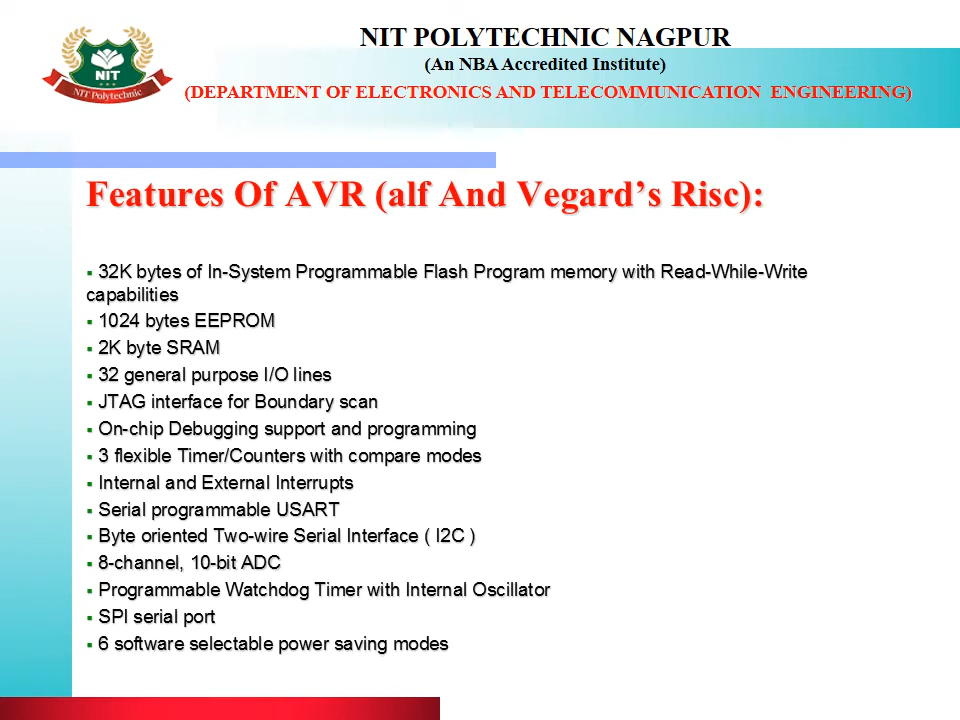 NIT POLYTECHNIC NAGPUR
(An NBA Accredited Institute)
(DEPARTMENT OF ELECTRONICS AND TELECOMMUNICATION ENGINEERING)
NIT
NIT Polytechnic
Features Of AVR (alf And Vegard’s Risc):
▪ 32K bytes of In-System Programmable Flash Program memory with Read-While-Write
capabilities
▪ 1024 bytes EEPROM
▪ 2K byte SRAM
▪ 32 general purpose I/O lines
▪ JTAG interface for Boundary scan
▪ On-chip Debugging support and programming
▪ 3 flexible Timer/Counters with compare modes
▪ Internal and External Interrupts
▪ Serial programmable USART
▪ Byte oriented Two-wire Serial Interface ( I2C )
▪ 8-channel, 10-bit ADC
▪ Programmable Watchdog Timer with Internal Oscillator
▪ SPI serial port
▪ 6 software selectable power saving modes